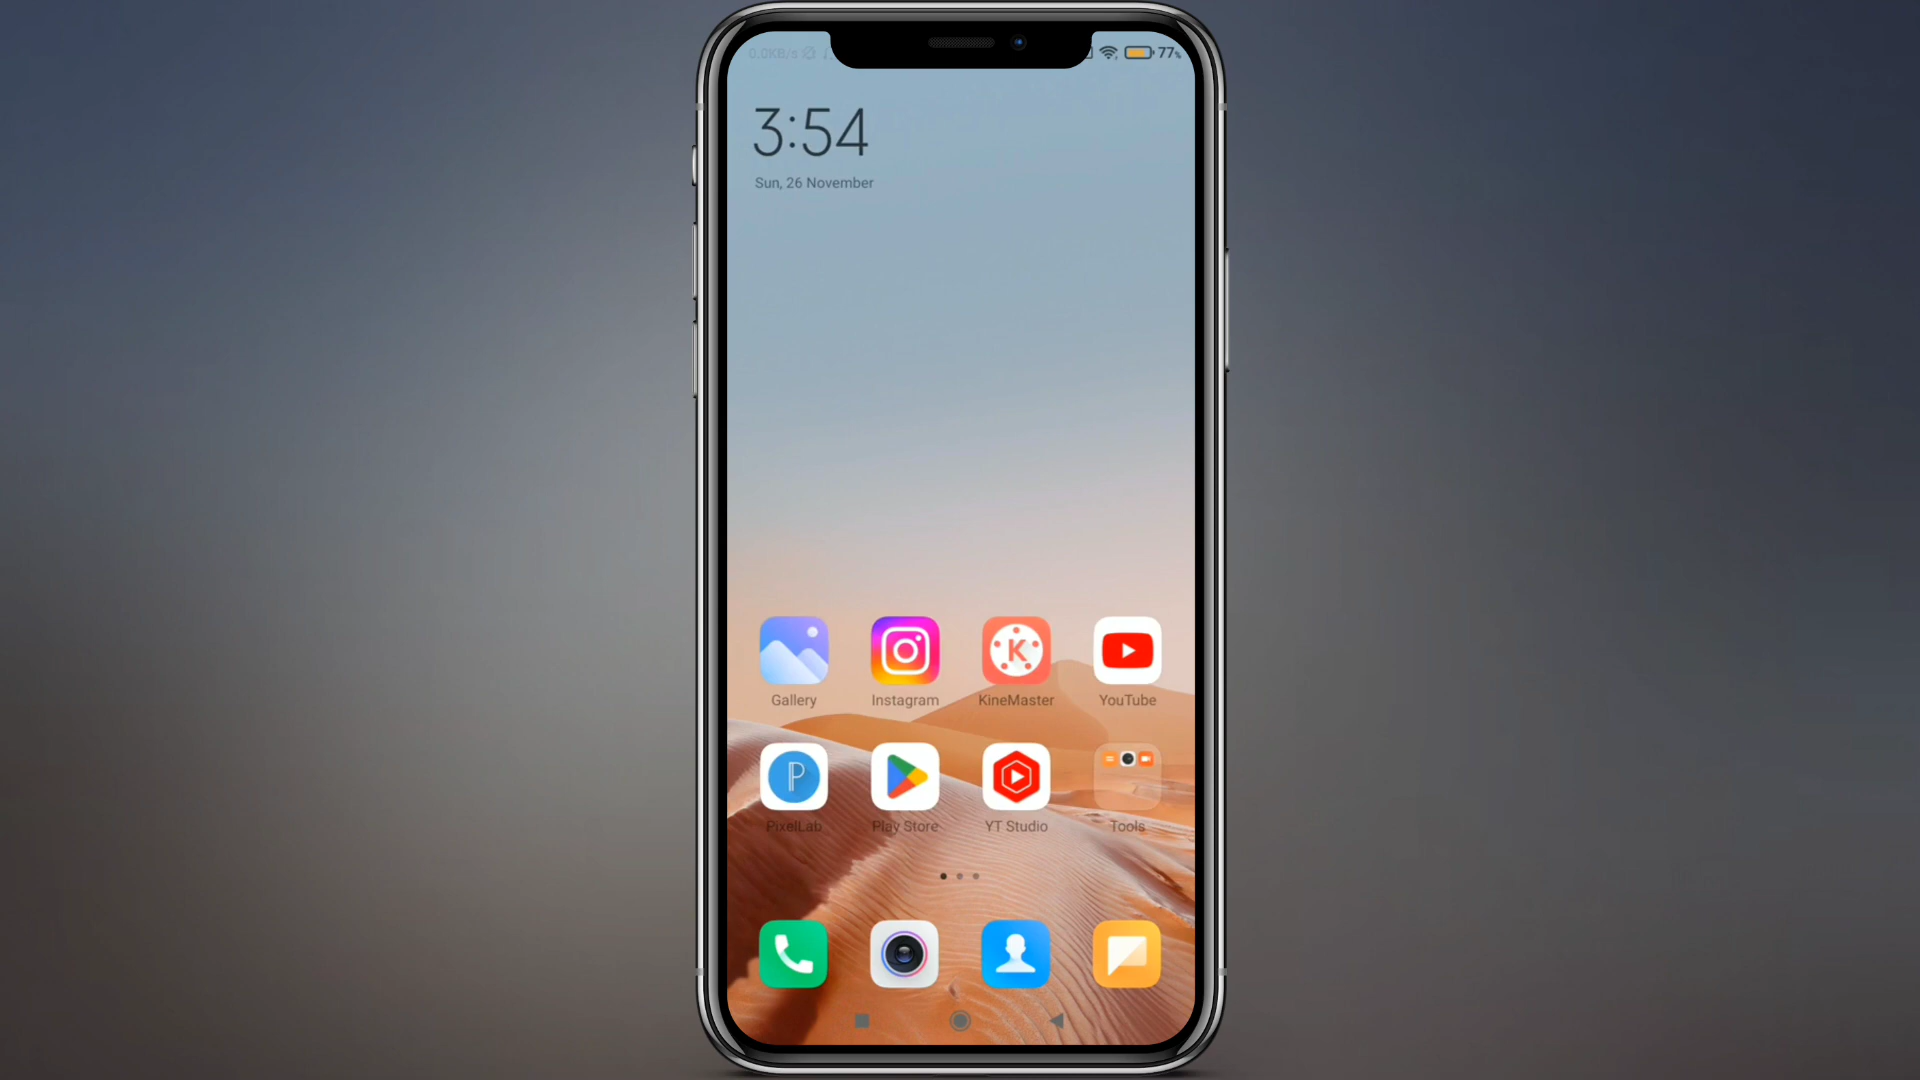 0.0KB/s 77%
3:54
Sun, 26 November
K
Gallery Instagram KineMaster YouTube
P
PixelLab Play Store YT Studio Tools